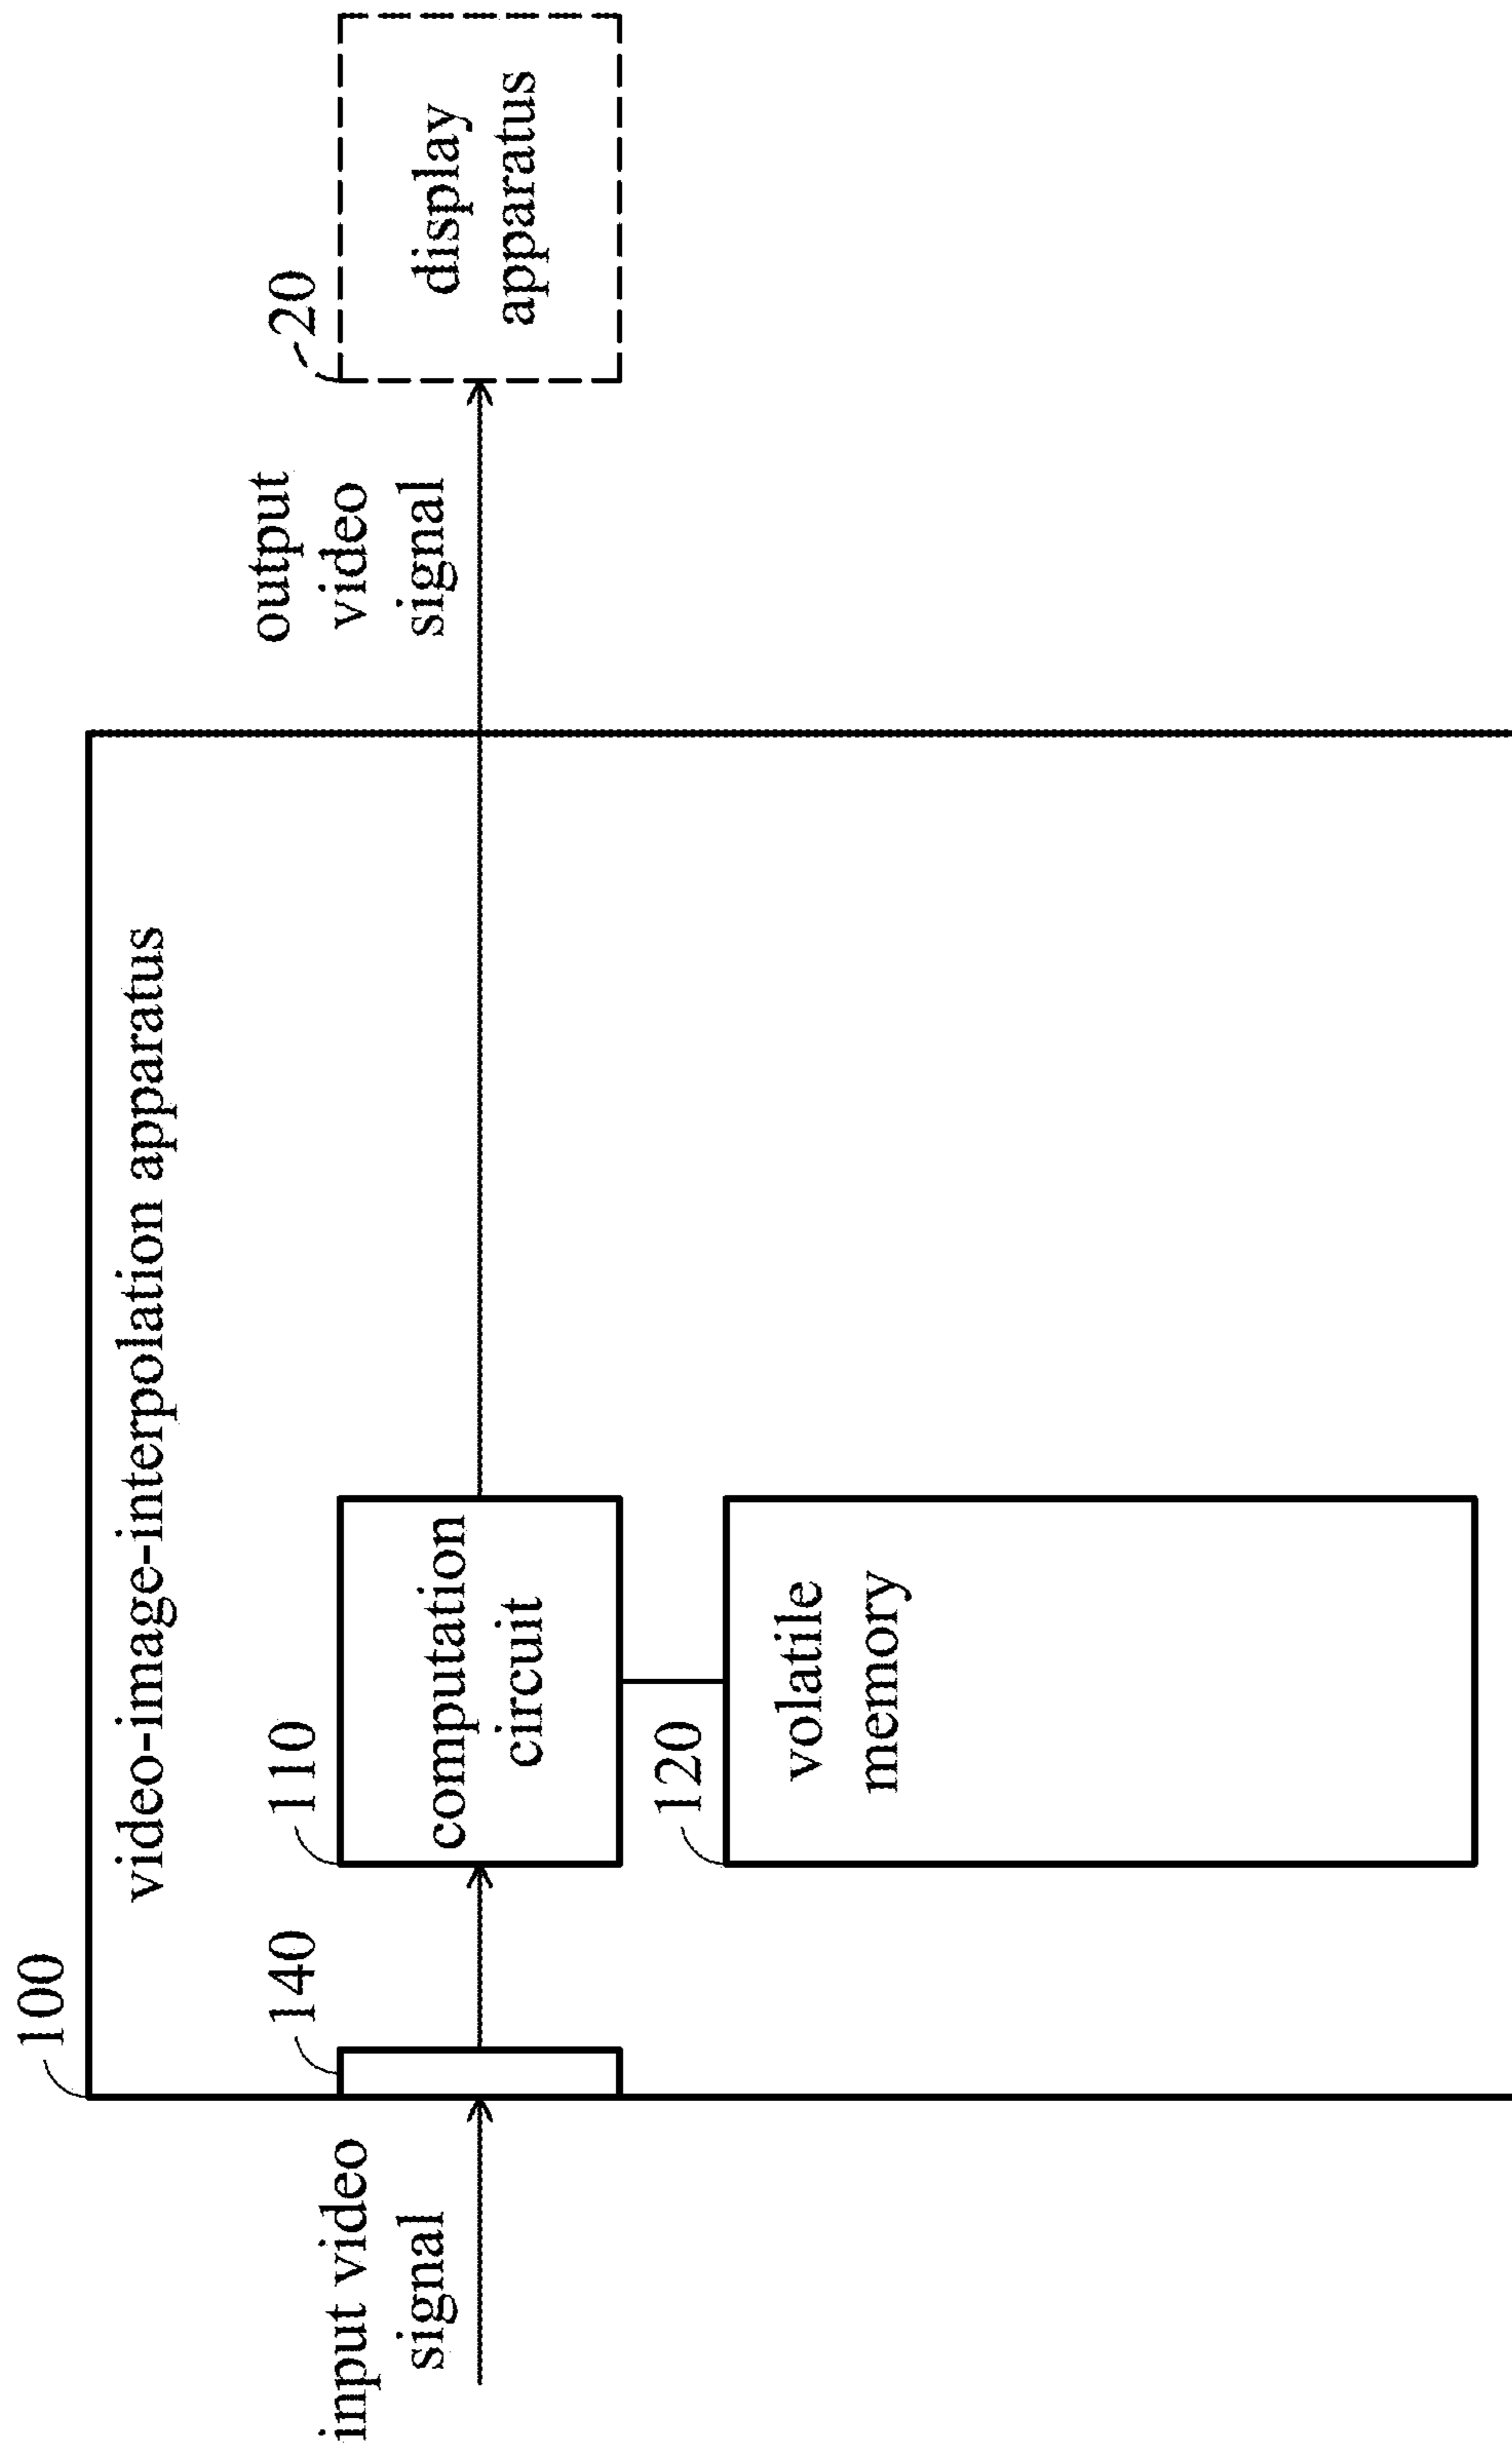 100
video-image-interpolation apparatus
input video
signal
140
110
computation
circuit
120
volatile
memory
output
video
signal
20
display
apparatus